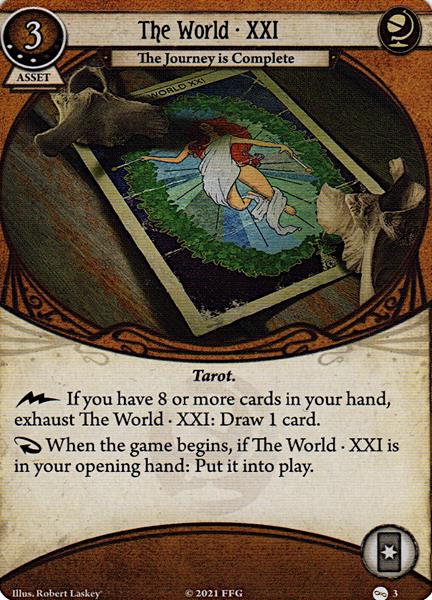 The World · XXI
3
The Journey is Complete
ASSET
WORLD XXI
Tarot.
If you have 8 or more cards in your hand,
exhaust The World · XXI: Draw 1 card.
When the game begins, if The World · XXI is
in your opening hand: Put it into play.
Illus. Robert Laskey
© 2021 FFG
3